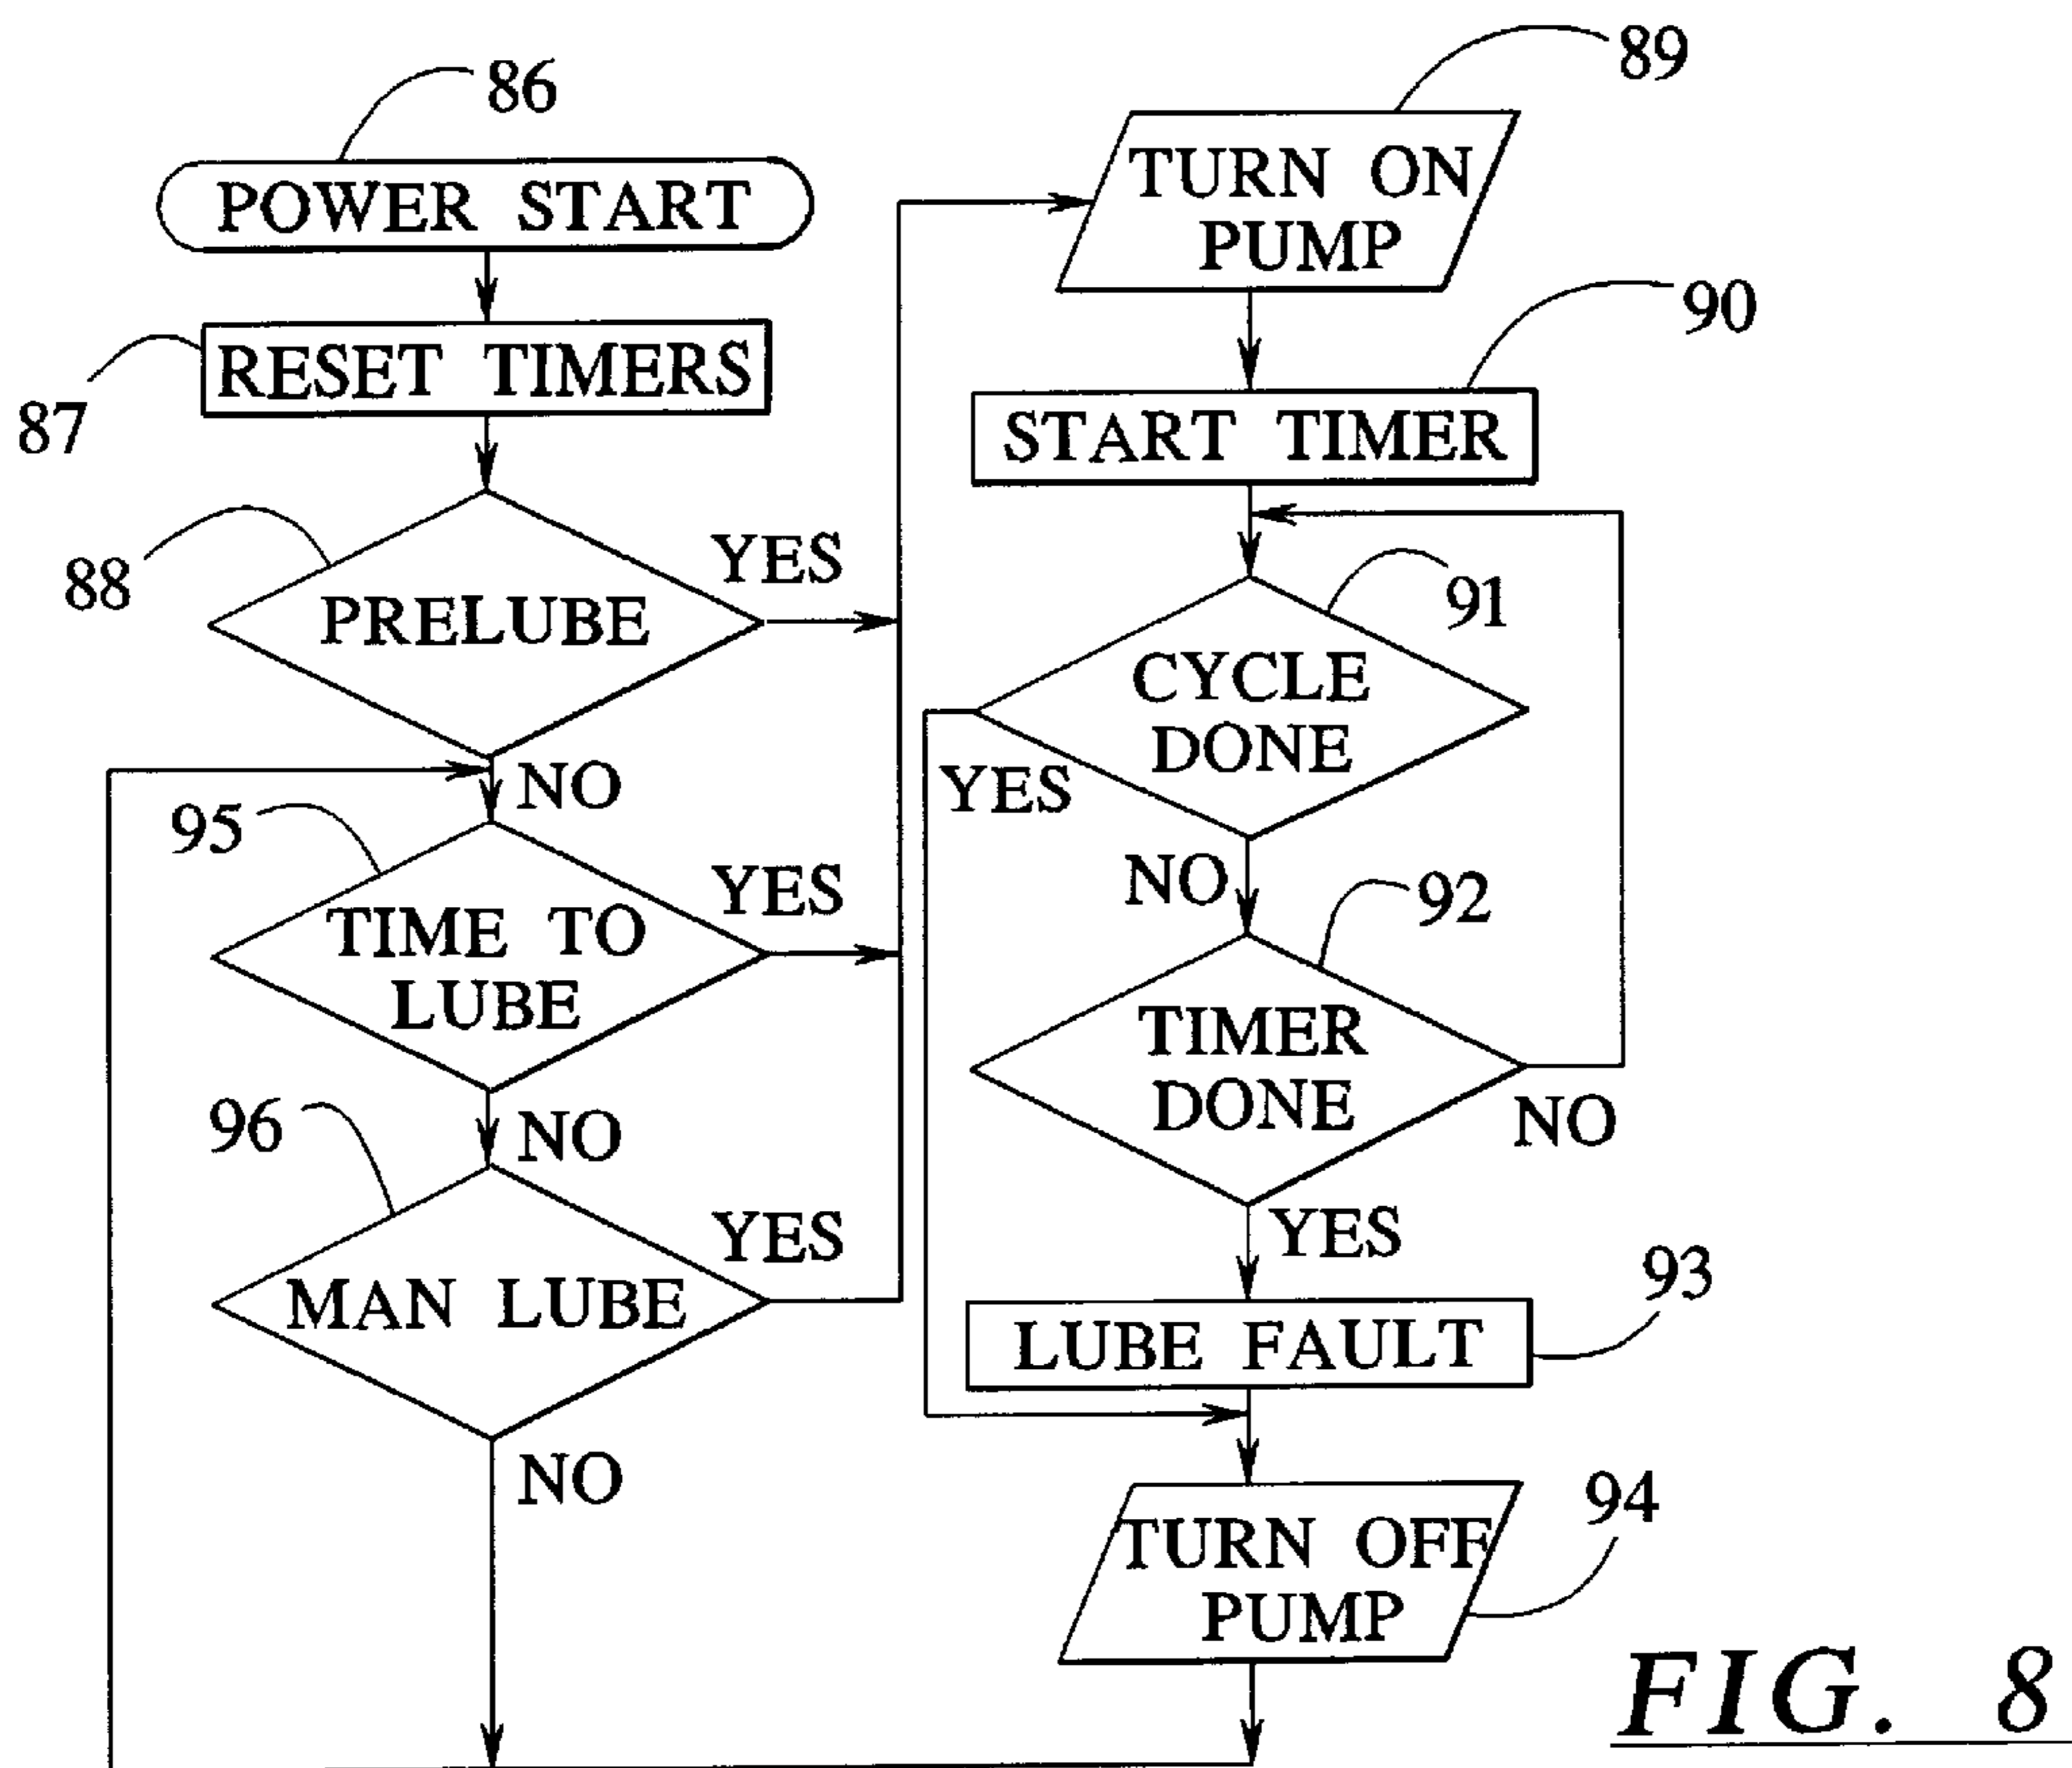 86
POWER START
RESET TIMERS
87
88
PRELUBE
YES
NO
95
TIME TO
LUBE
YES
NO
96
MAN LUBE
YES
NO
89
TURN ON
PUMP
90
START TIMER
91
CYCLE
DONE
YES
NO
92
TIMER
DONE
NO
YES
93
LUBE FAULT
94
TURN OFF
PUMP
FIG. 8